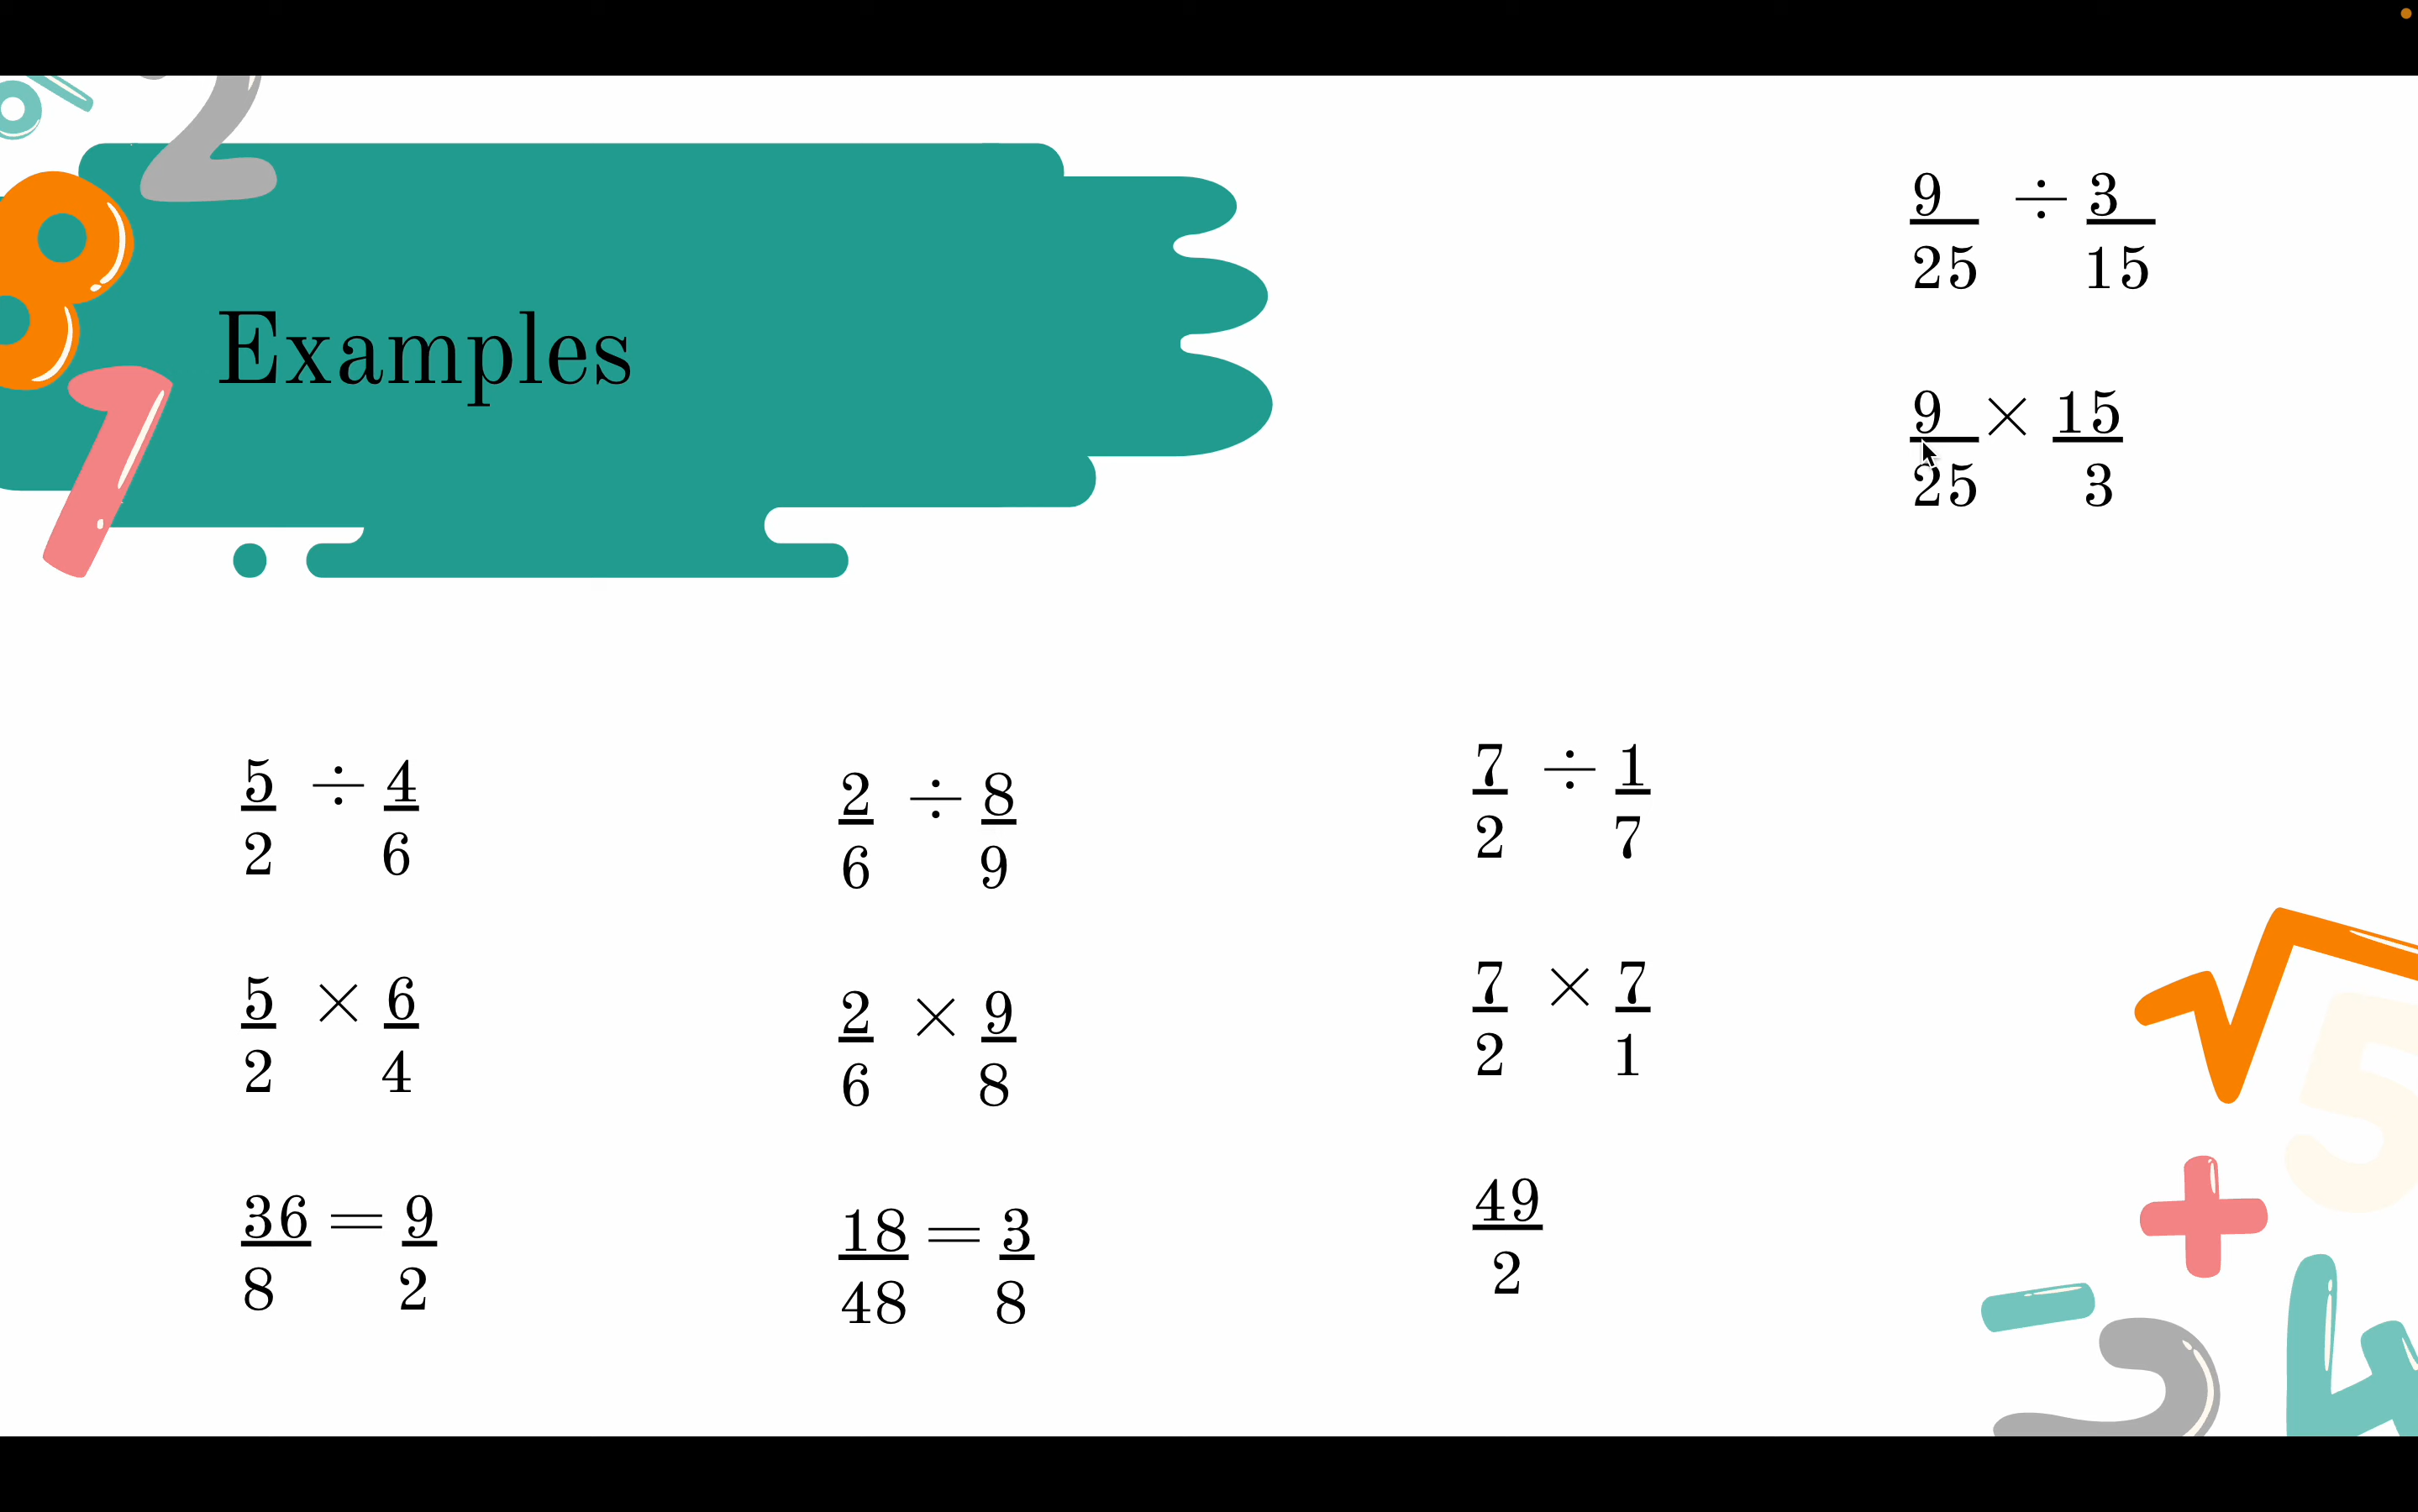 Examples
9/25 ÷ 3/15
9/25 × 15/3
5/2 ÷ 4/6
5/2 × 6/4
36/8 = 9/2
2/6 ÷ 8/9
2/6 × 9/8
18/48 = 3/8
7/2 ÷ 1/7
7/2 × 7/1
49/2